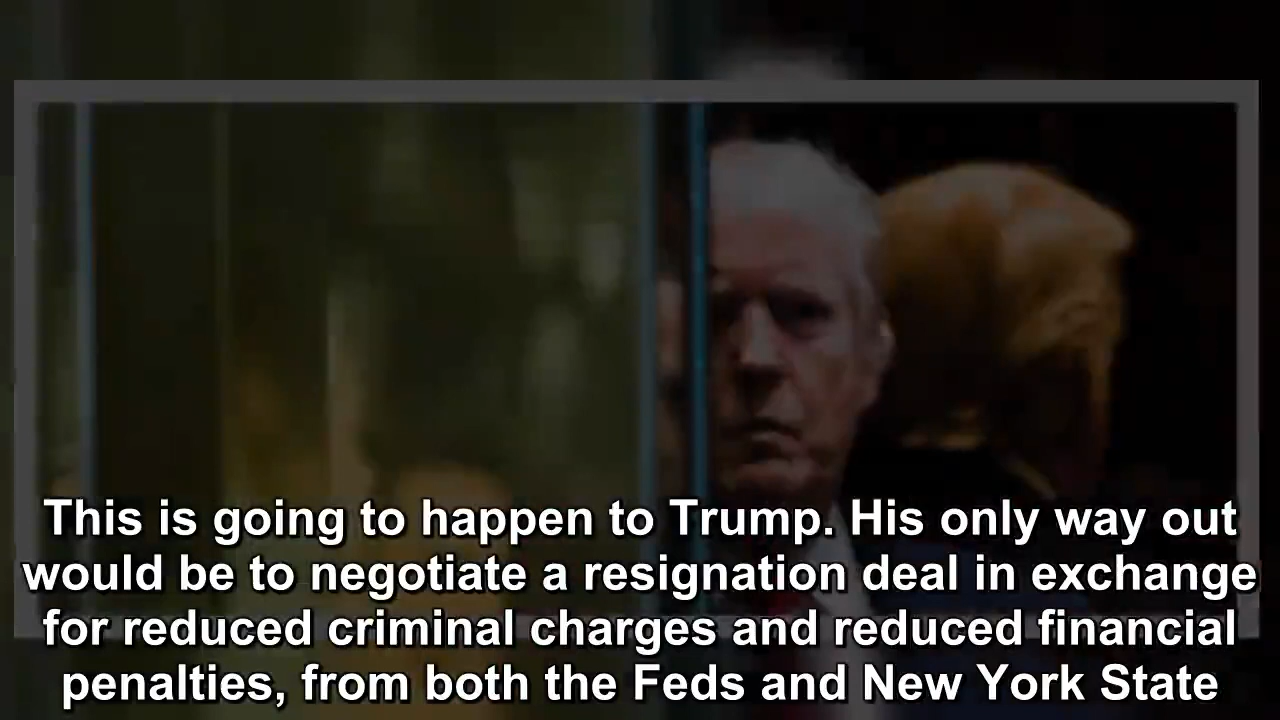 This is going to happen to Trump. His only way out
would be to negotiate a resignation deal in exchange
for reduced criminal charges and reduced financial
penalties, from both the Feds and New York State